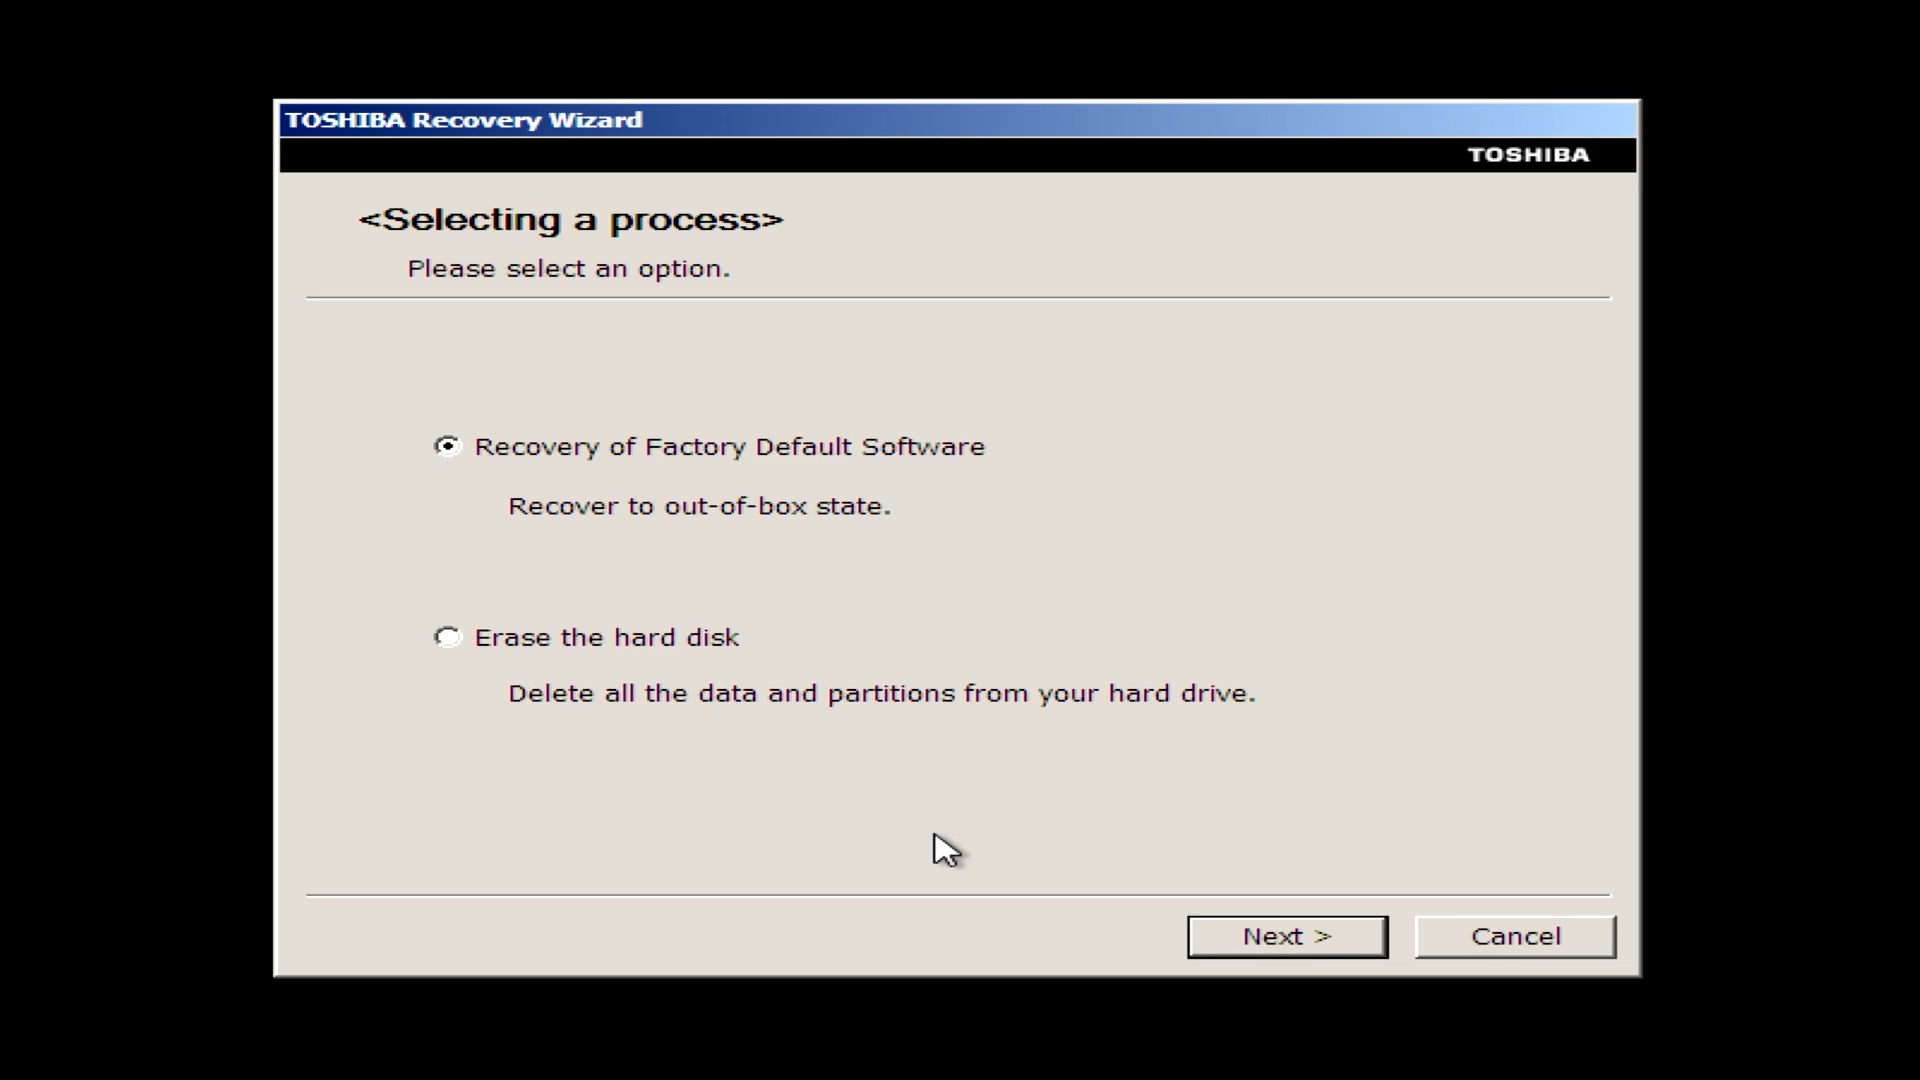 TOSHIBA Recovery Wizard
TOSHIBA
<Selecting a process>
Please select an option.
Recovery of Factory Default Software
Recover to out-of-box state.
Erase the hard disk
Delete all the data and partitions from your hard drive.
Next >
Cancel